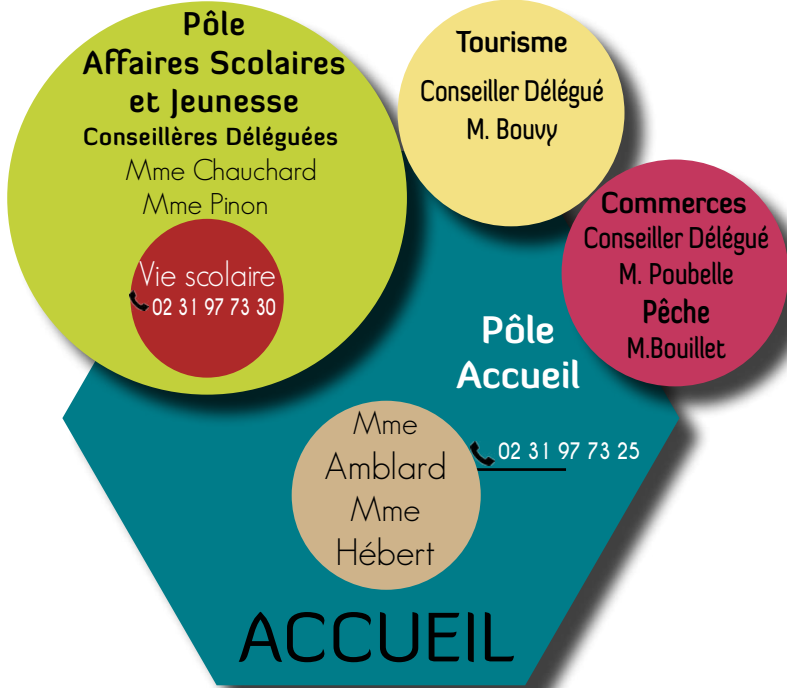 Pôle
Affaires Scolaires
et Jeunesse
Conseillères Déléguées
Mme Chauchard
Mme Pinon
Vie scolaire
02 31 97 73 30
Tourisme
Conseiller Délégué
M. Bouvy
Commerces
Conseiller Délégué
M. Poubelle
Pêche
M.Bouillet
Pôle
Accueil
02 31 97 73 25
Mme
Amblard
Mme
Hébert
ACCUEIL